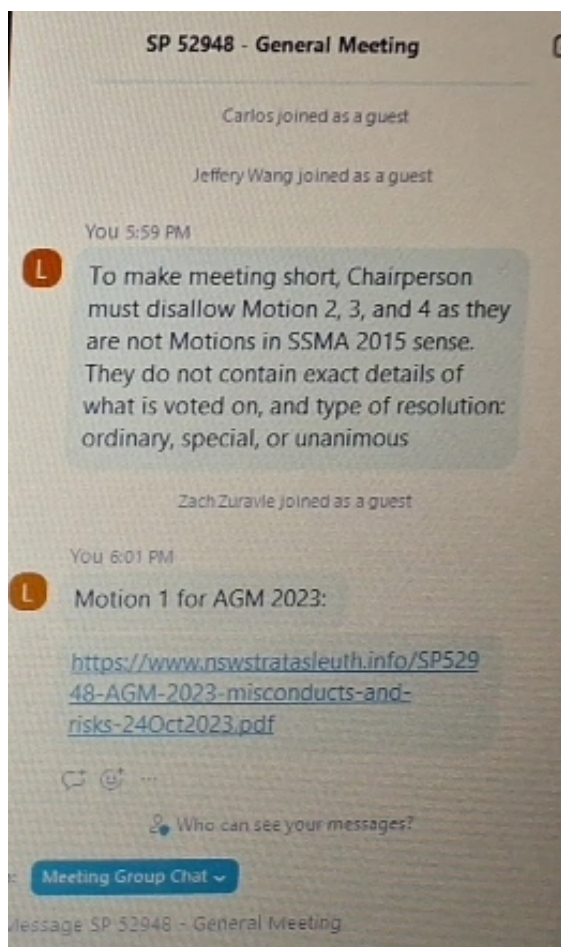 SP 52948 - General Meeting
Carlos joined as a guest
Jeffery Wang joined as a guest
You 5:59 PM
L
To make meeting short, Chairperson
must disallow Motion 2, 3, and 4 as they
are not Motions in SSMA 2015 sense.
They do not contain exact details of
what is voted on, and type of resolution:
ordinary, special, or unanimous
Zach Zuravle joined as a guest
You 6:01 PM
L
Motion 1 for AGM 2023:
https://www.nswstratasleuth.info/SP529
48-AGM-2023-misconducts-and-
risks-24Oct2023.pdf
Who can see your messages?
Meeting Group Chat
Message SP 52948 - General Meeting